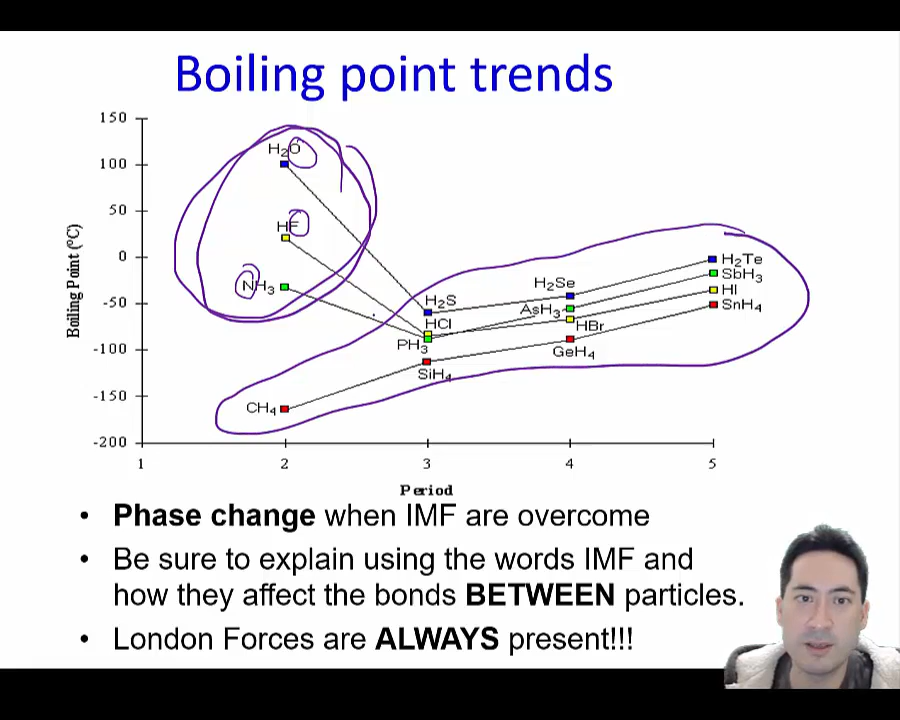 Boiling point trends
150
100
50
0
-50
-100
-150
-200
Boiling Point (°C)
H₂O
HF
NH₃
CH₄
H₂S
HCl
PH₃
SiH₄
H₂Se
AsH₃
HBr
GeH₄
H₂Te
SbH₃
HI
SnH₄
1 2 3 4 5
Period
• Phase change when IMF are overcome
• Be sure to explain using the words IMF and
how they affect the bonds BETWEEN particles.
• London Forces are ALWAYS present!!!